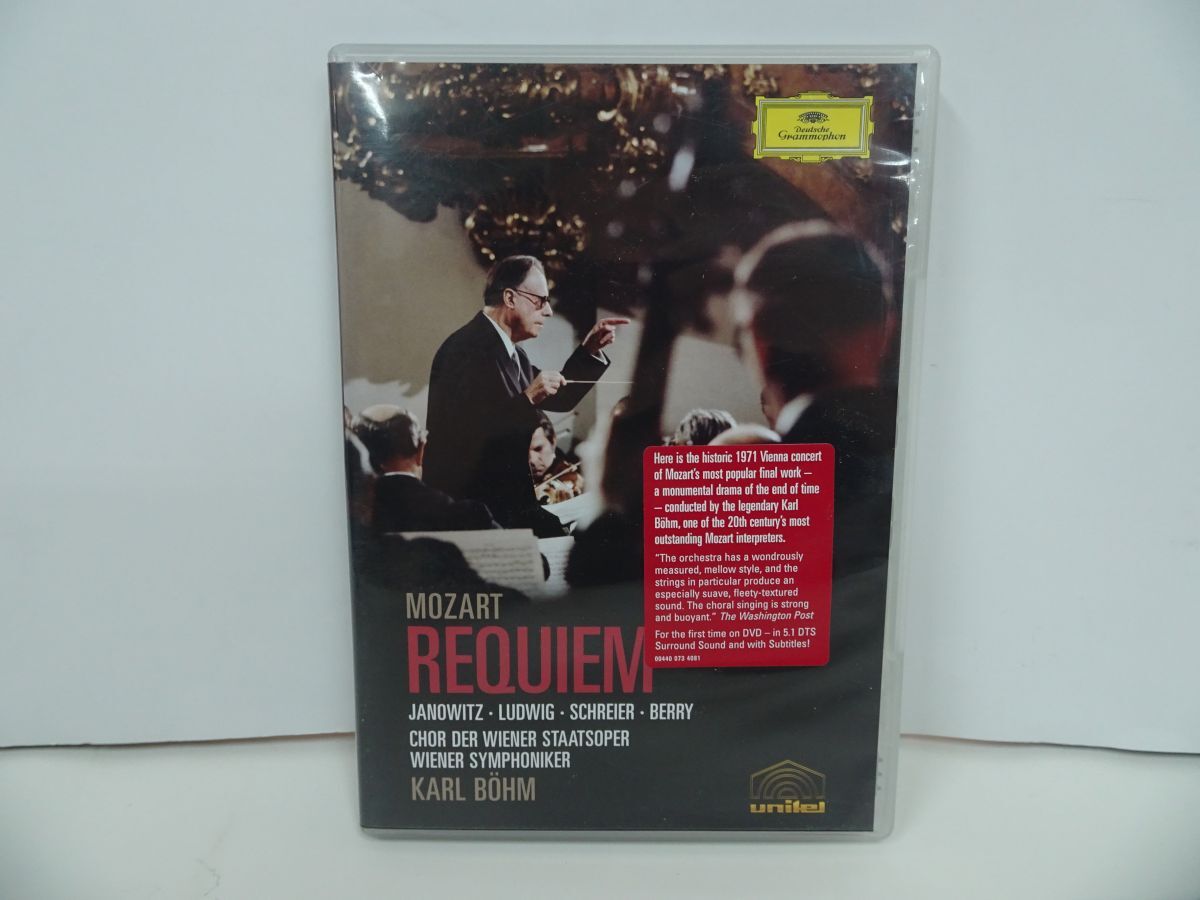 Deutsche
Grammophon
Here is the historic 1971 Vienna concert
of Mozart's most popular final work –
a monumental drama of the end of time
– conducted by the legendary Karl
Böhm, one of the 20th century's most
outstanding Mozart interpreters.
"The orchestra has a wondrously
measured, mellow style, and the
strings in particular produce an
especially suave, fleety-textured
sound. The choral singing is strong
and buoyant." The Washington Post
For the first time on DVD – in 5.1 DTS
Surround Sound and with Subtitles!
00440 073 4081
MOZART
REQUIEM
JANOWITZ · LUDWIG · SCHREIER · BERRY
CHOR DER WIENER STAATSOPER
WIENER SYMPHONIKER
KARL BÖHM
unitel